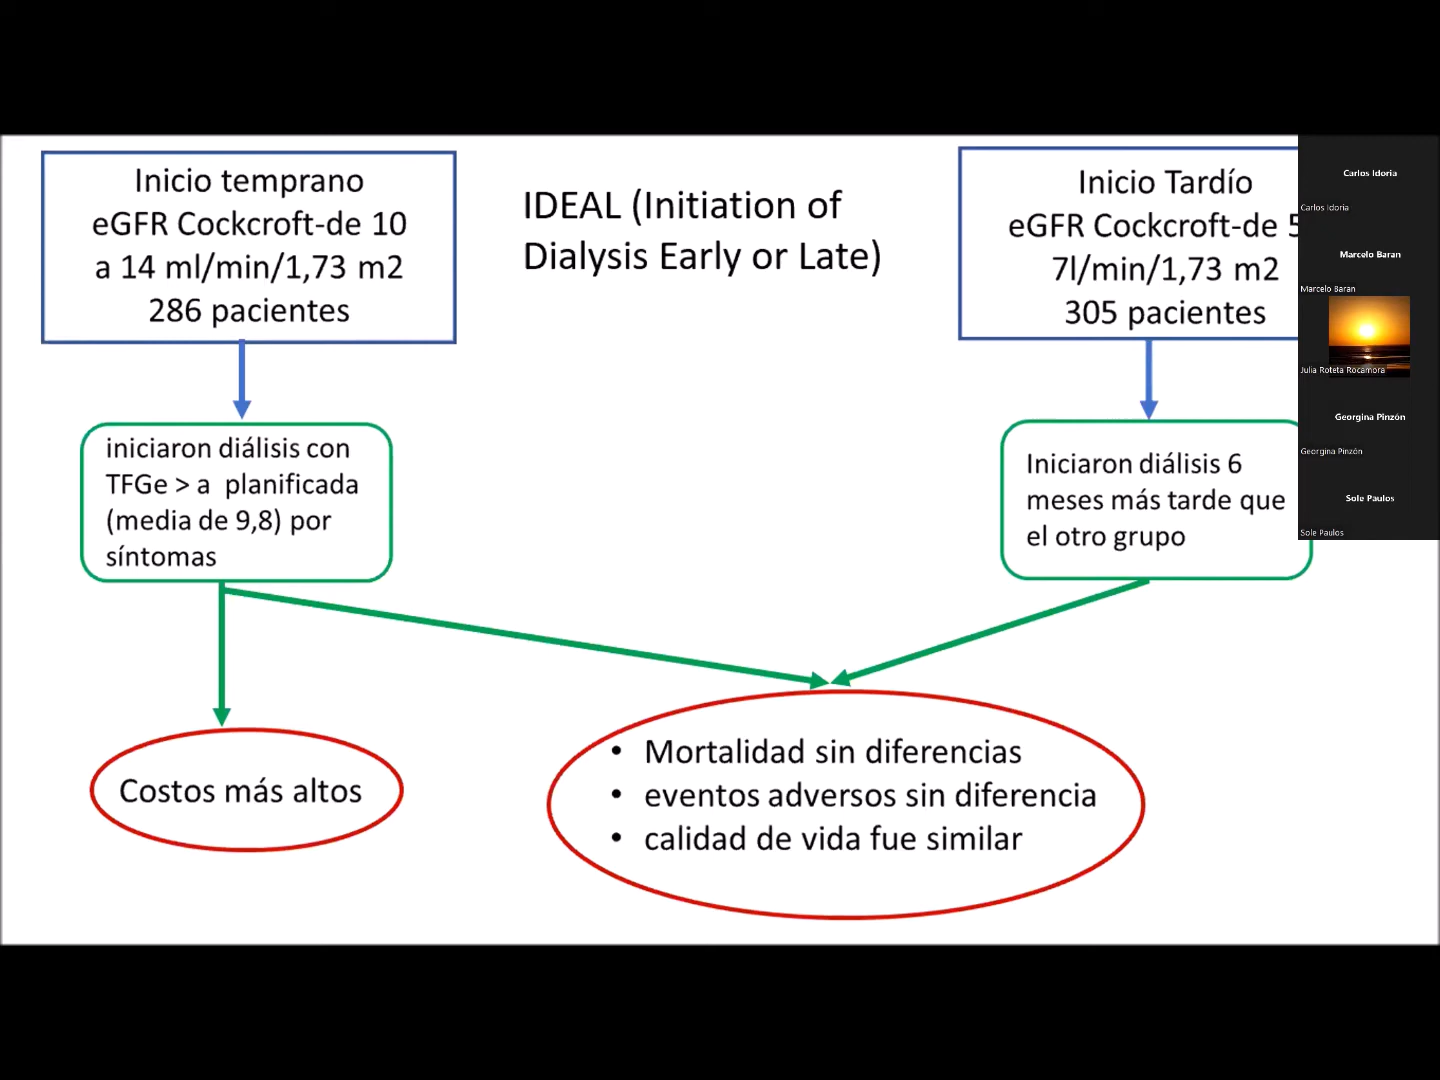 Inicio temprano
eGFR Cockcroft-de 10
a 14 ml/min/1,73 m2
286 pacientes
IDEAL (Initiation of
Dialysis Early or Late)
Inicio Tardío
eGFR Cockcroft-de
7l/min/1,73 m2
305 pacientes
iniciaron diálisis con
TFGe > a planificada
(media de 9,8) por
síntomas
Iniciaron diálisis 6
meses más tarde que
el otro grupo
Costos más altos
• Mortalidad sin diferencias
• eventos adversos sin diferencia
• calidad de vida fue similar
Carlos Idoria
Carlos Idoria
Marcelo Baran
Marcelo Baran
Julia Roteta Rocamora
Georgina Pinzón
Georgina Pinzón
Sole Paulos
Sole Paulos